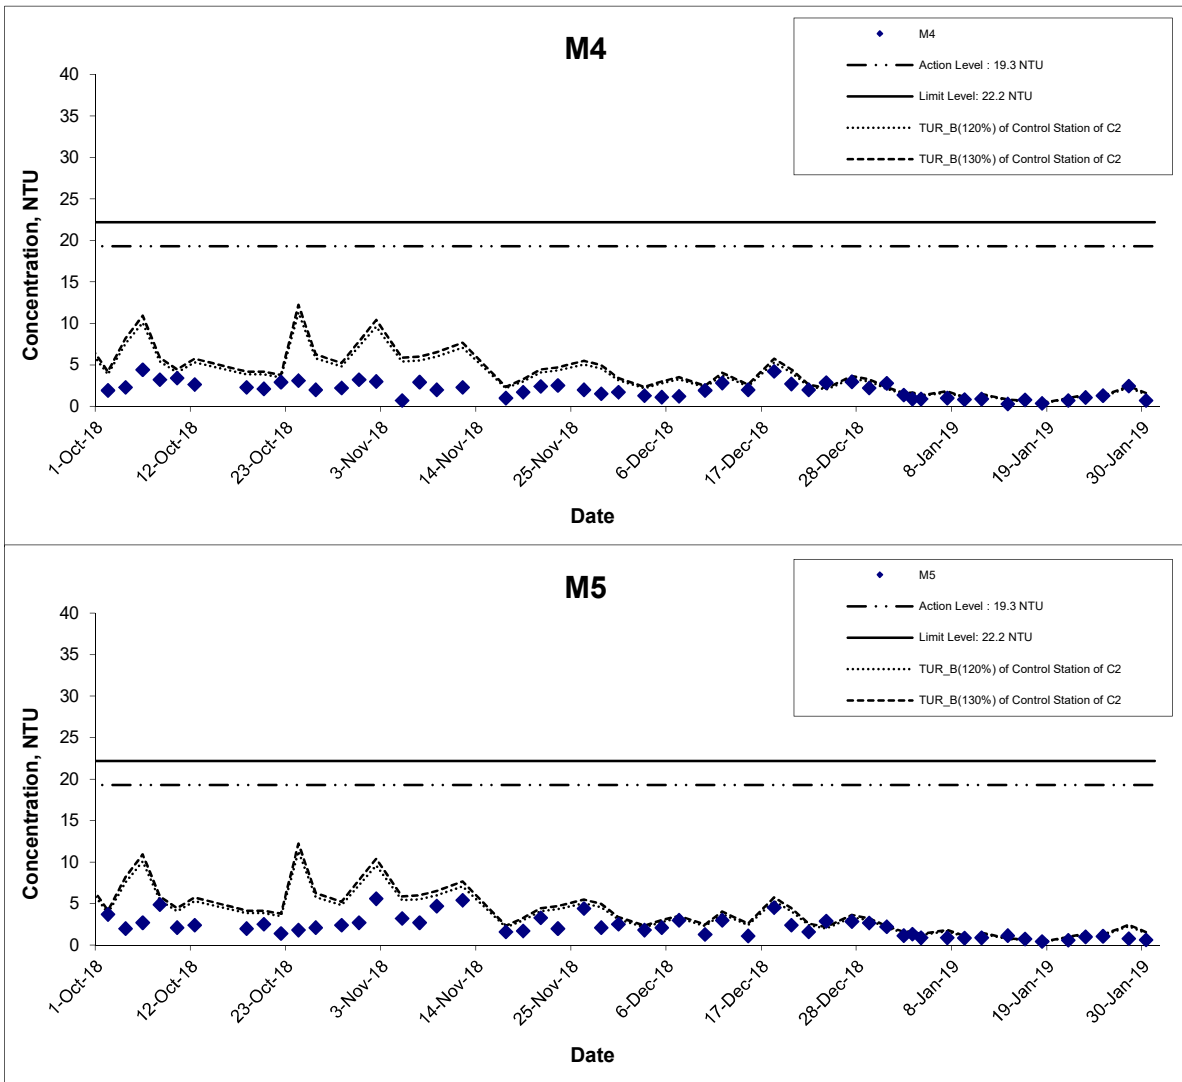 M4
M4
Action Level : 19.3 NTU
Limit Level: 22.2 NTU
TUR_B(120%) of Control Station of C2
TUR_B(130%) of Control Station of C2
Concentration, NTU
40
35
30
25
20
15
10
5
0
1-Oct-18
12-Oct-18
23-Oct-18
3-Nov-18
14-Nov-18
25-Nov-18
6-Dec-18
17-Dec-18
28-Dec-18
8-Jan-19
19-Jan-19
30-Jan-19
Date
M5
M5
Action Level : 19.3 NTU
Limit Level: 22.2 NTU
TUR_B(120%) of Control Station of C2
TUR_B(130%) of Control Station of C2
Concentration, NTU
40
35
30
25
20
15
10
5
0
1-Oct-18
12-Oct-18
23-Oct-18
3-Nov-18
14-Nov-18
25-Nov-18
6-Dec-18
17-Dec-18
28-Dec-18
8-Jan-19
19-Jan-19
30-Jan-19
Date